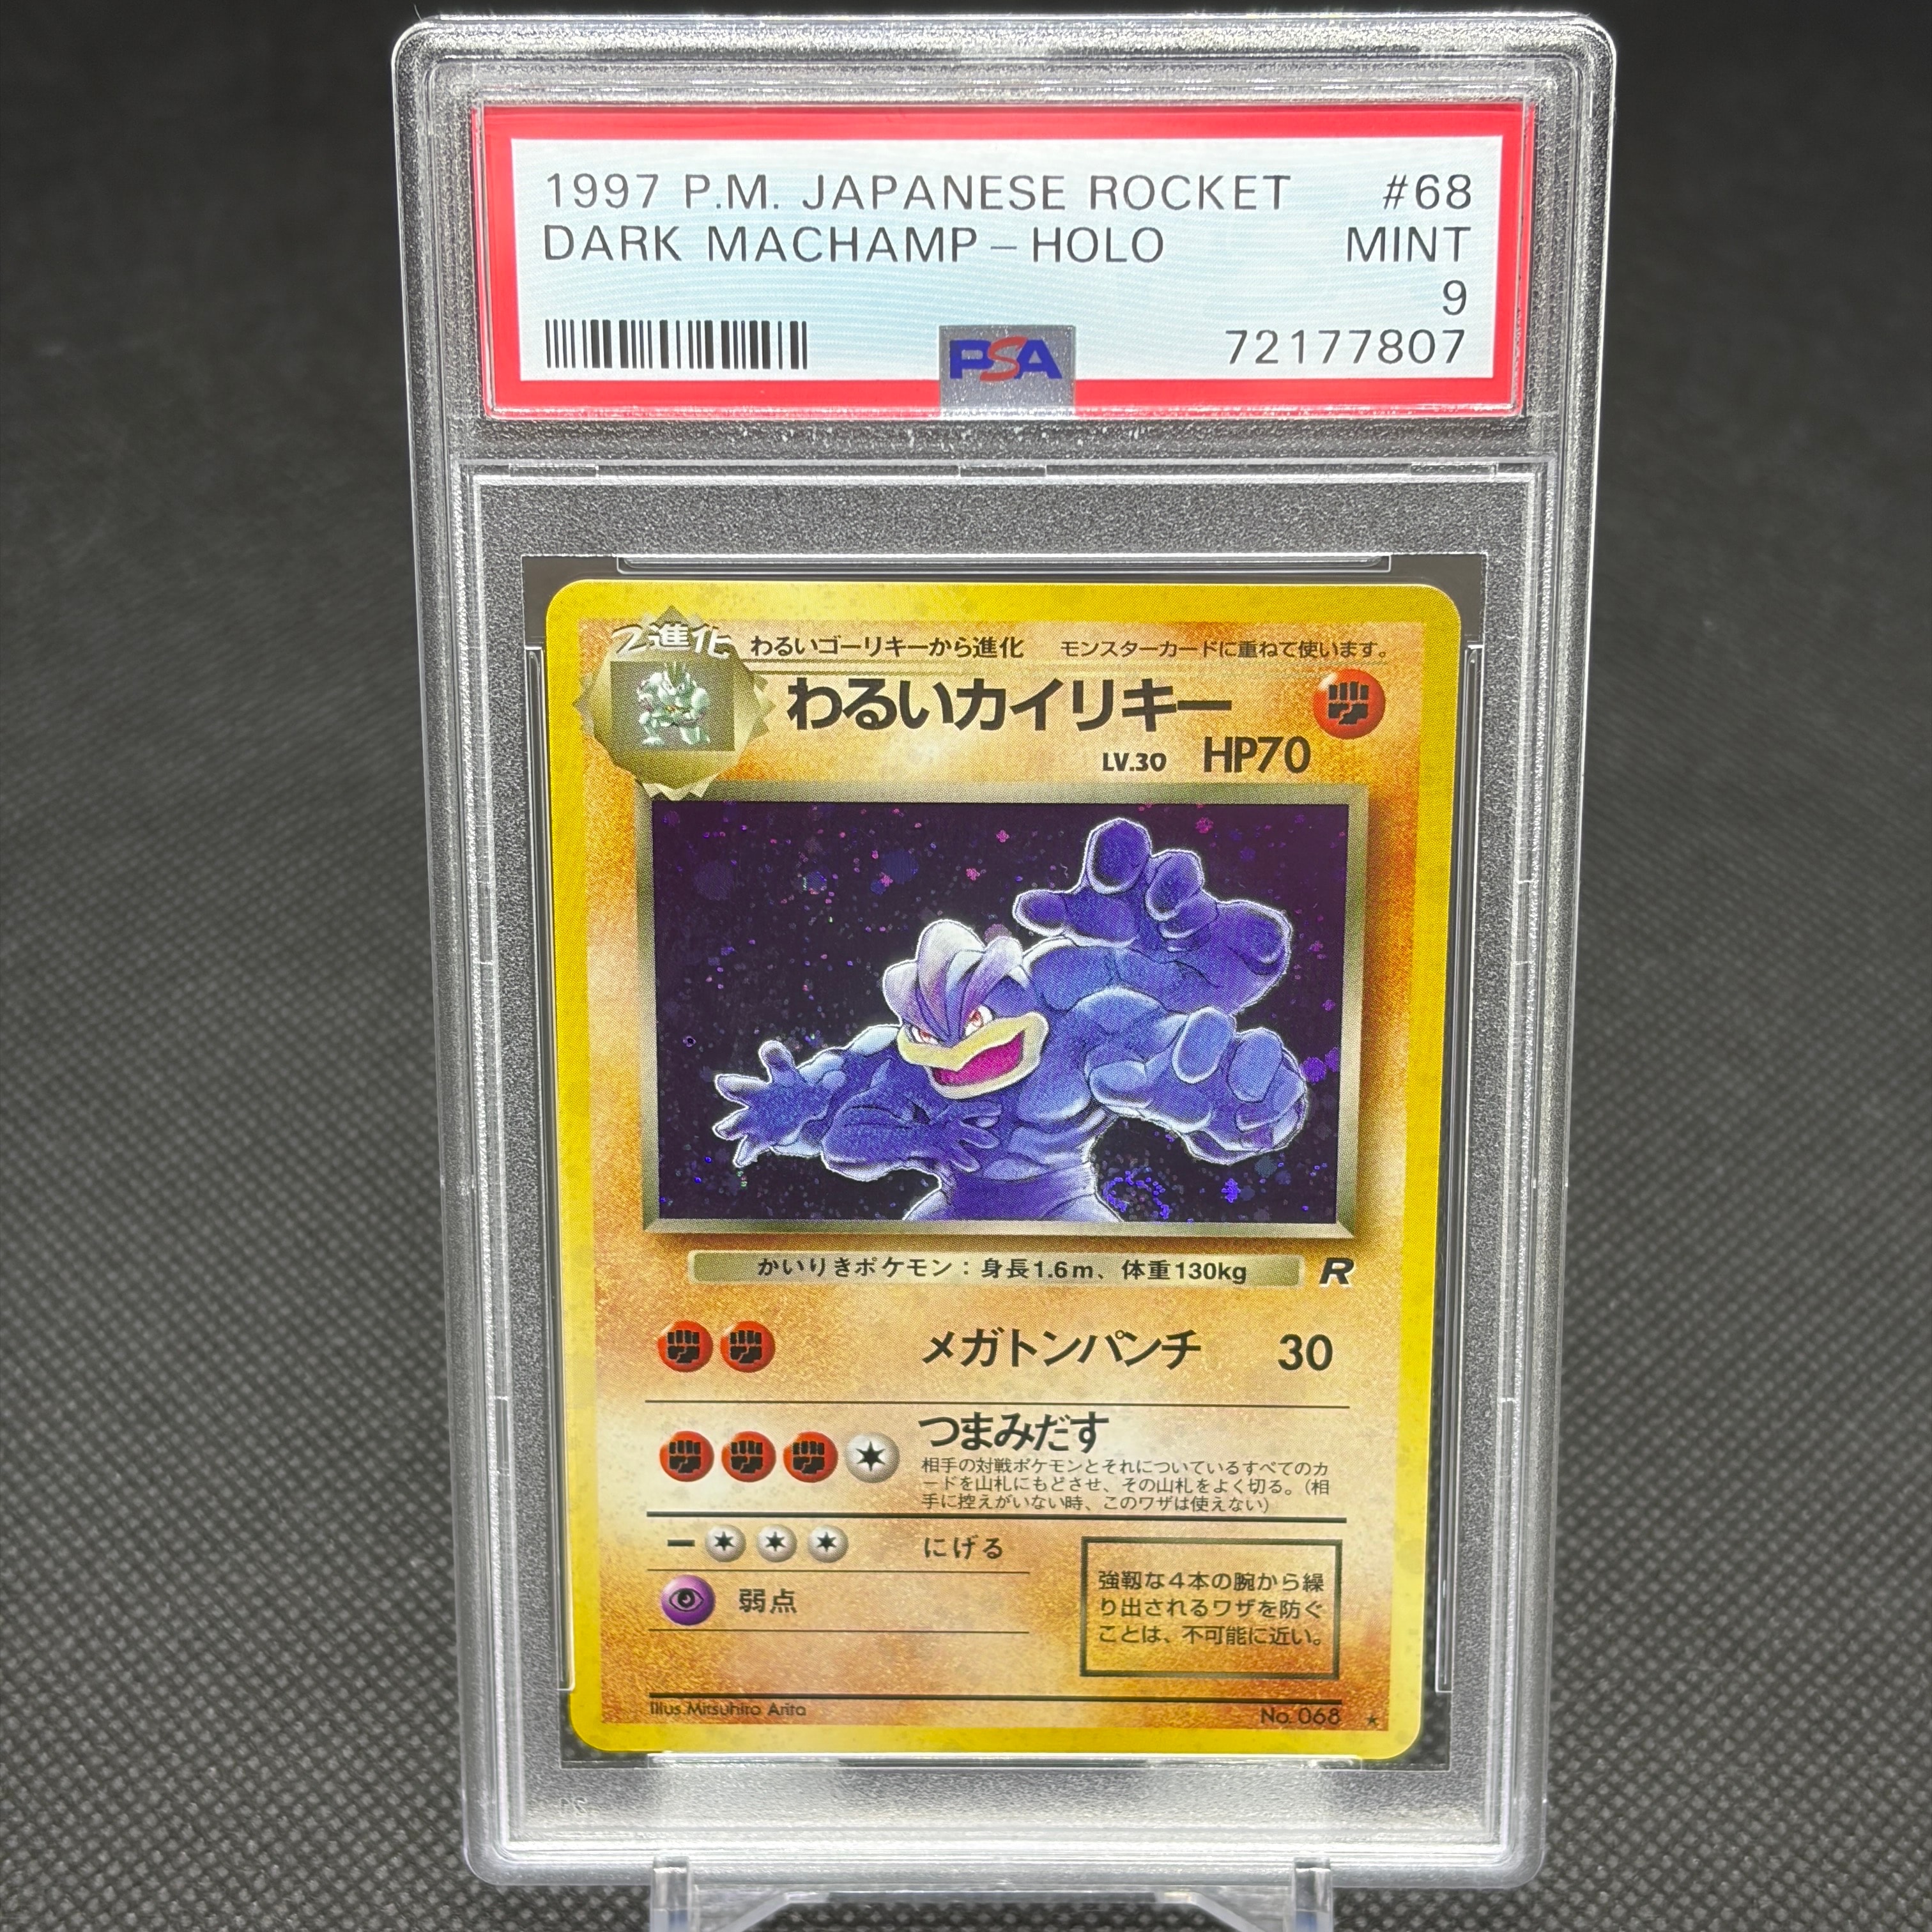 1997 P.M. JAPANESE ROCKET #68
DARK MACHAMP - HOLO MINT
9
PSA 72177807
2進化 わるいゴーリキーから進化 モンスターカードに重ねて使います。
わるいカイリキー
LV.30 HP70
かいりきポケモン：身長1.6m、体重130kg R
メガトンパンチ 30
つまみだす
相手の対戦ポケモンとそれについているすべてのカ
ードを山札にもどさせ、その山札をよく切る。（相
手に控えがいない時、このワザは使えない）
ー にげる
弱点
強靱な4本の腕から繰
り出されるワザを防ぐ
ことは、不可能に近い。
Illus.Mitsuhiro Arita No. 068 ★